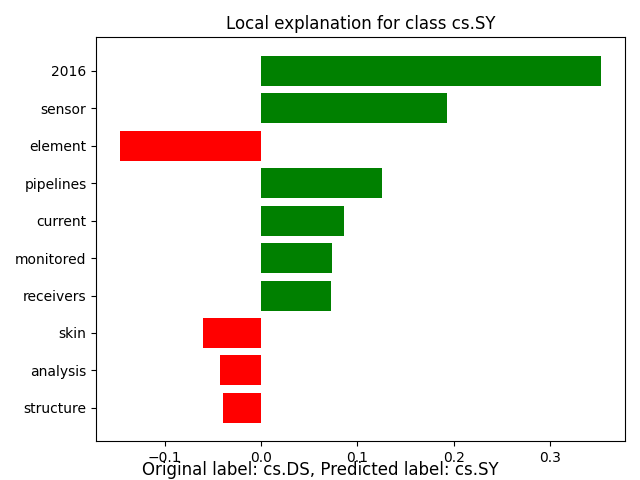 Local explanation for class cs.SY
2016
sensor
element
pipelines
current
monitored
receivers
skin
analysis
structure
−0.1 0.0 0.1 0.2 0.3
Original label: cs.DS, Predicted label: cs.SY